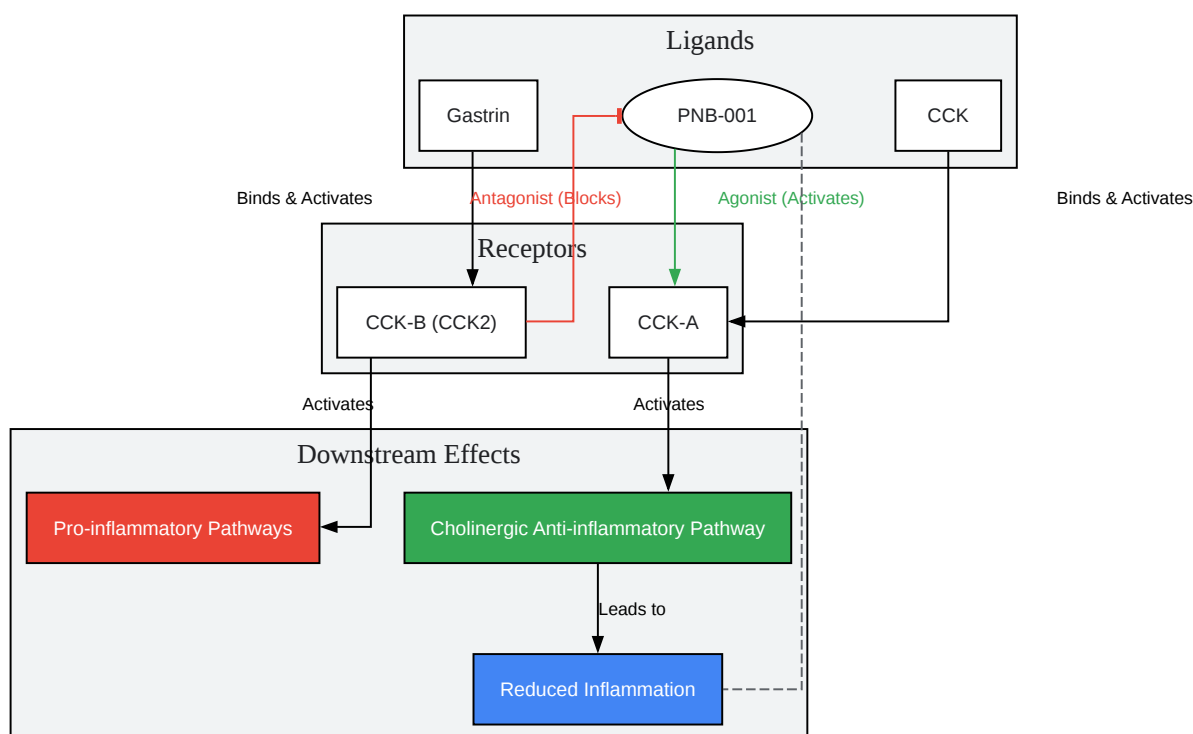 Ligands
Gastrin
PNB-001
CCK
Binds & Activates
Antagonist (Blocks)
Agonist (Activates)
Binds & Activates
Receptors
CCK-B (CCK2)
CCK-A
Activates
Activates
Downstream Effects
Pro-inflammatory Pathways
Cholinergic Anti-inflammatory Pathway
Leads to
Reduced Inflammation